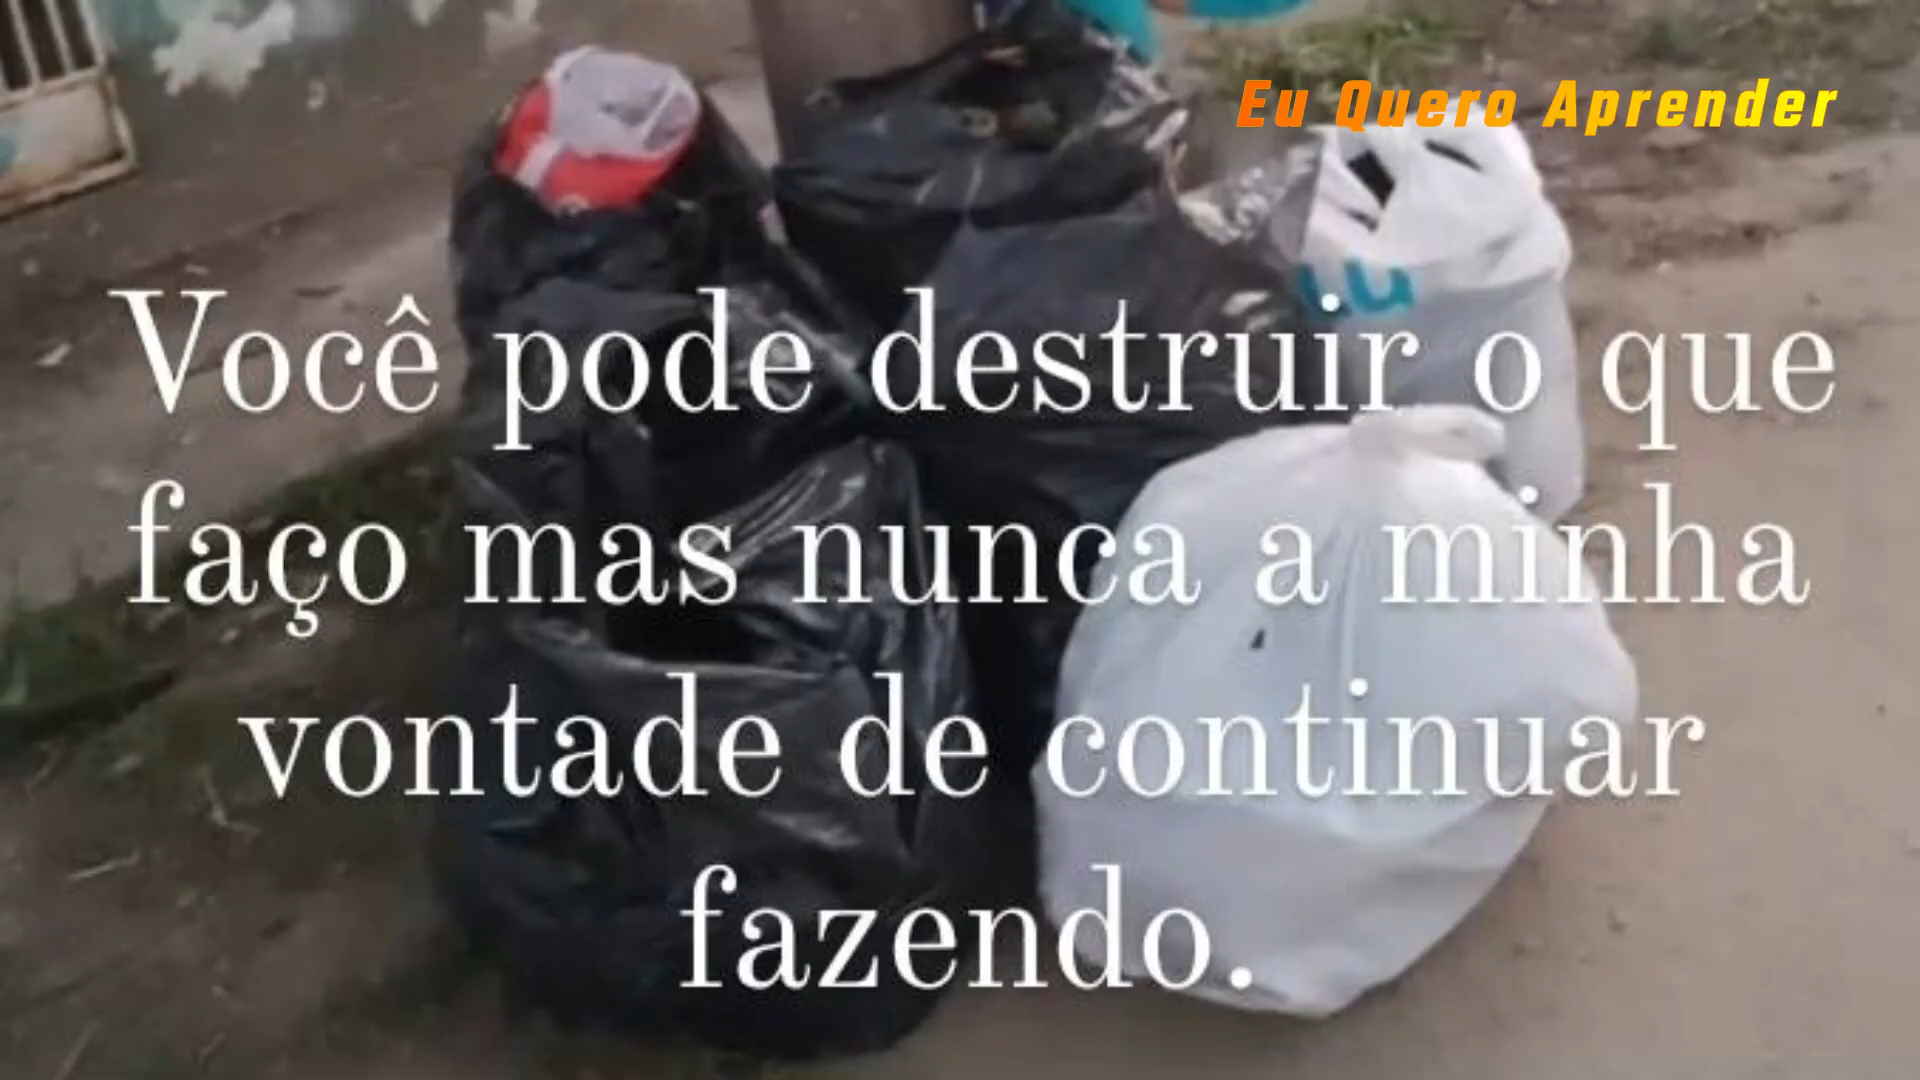 Eu Quero Aprender
Você pode destruir o que
faço mas nunca a minha
vontade de continuar
fazendo.